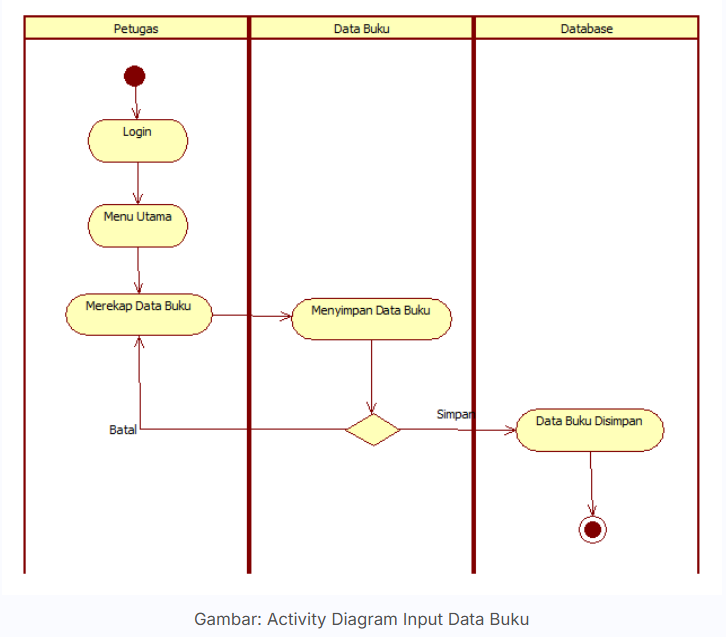 Petugas
Data Buku
Database
Login
Menu Utama
Merekap Data Buku
Menyimpan Data Buku
Simpan
Data Buku Disimpan
Batal
Gambar: Activity Diagram Input Data Buku